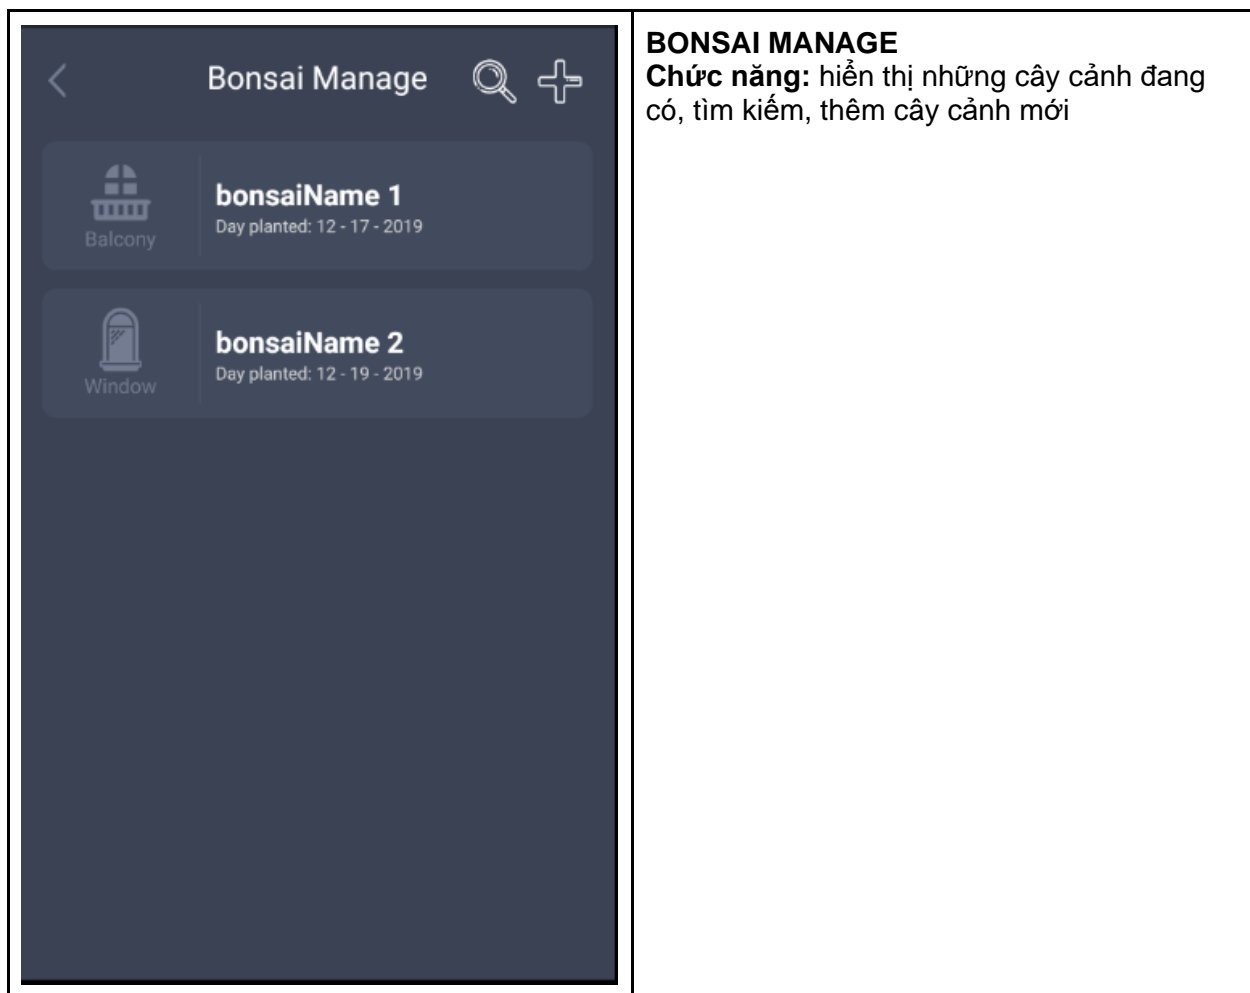 Bonsai Manage
Balcony
bonsaiName 1
Day planted: 12 - 17 - 2019
Window
bonsaiName 2
Day planted: 12 - 19 - 2019
BONSAI MANAGE
Chức năng: hiển thị những cây cảnh đang
có, tìm kiếm, thêm cây cảnh mới